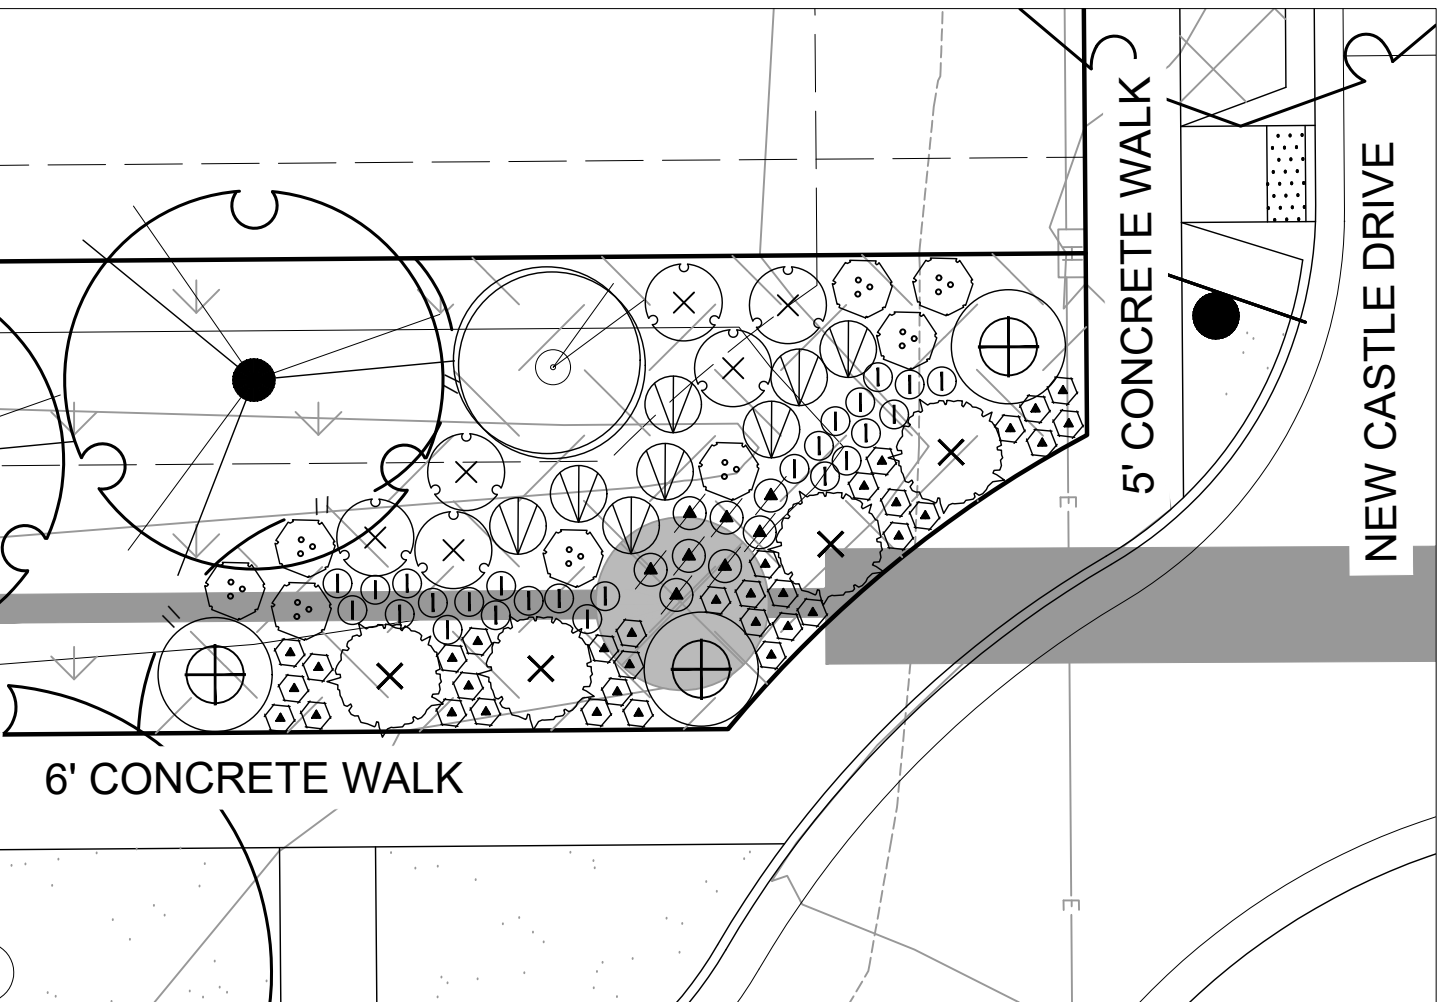 5' CONCRETE WALK
NEW CASTLE DRIVE
E
6' CONCRETE WALK
E